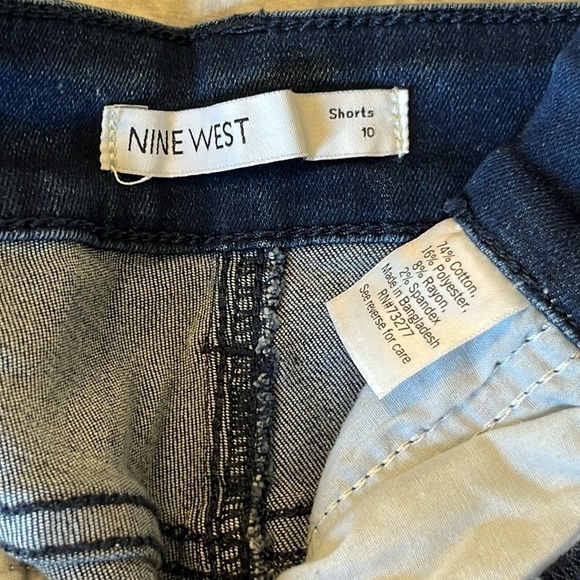 NINE WEST
Shorts
10
74% Cotton,
16% Polyester,
8% Rayon,
2% Spandex
Made in Bangladesh
RN#73277
See reverse for care